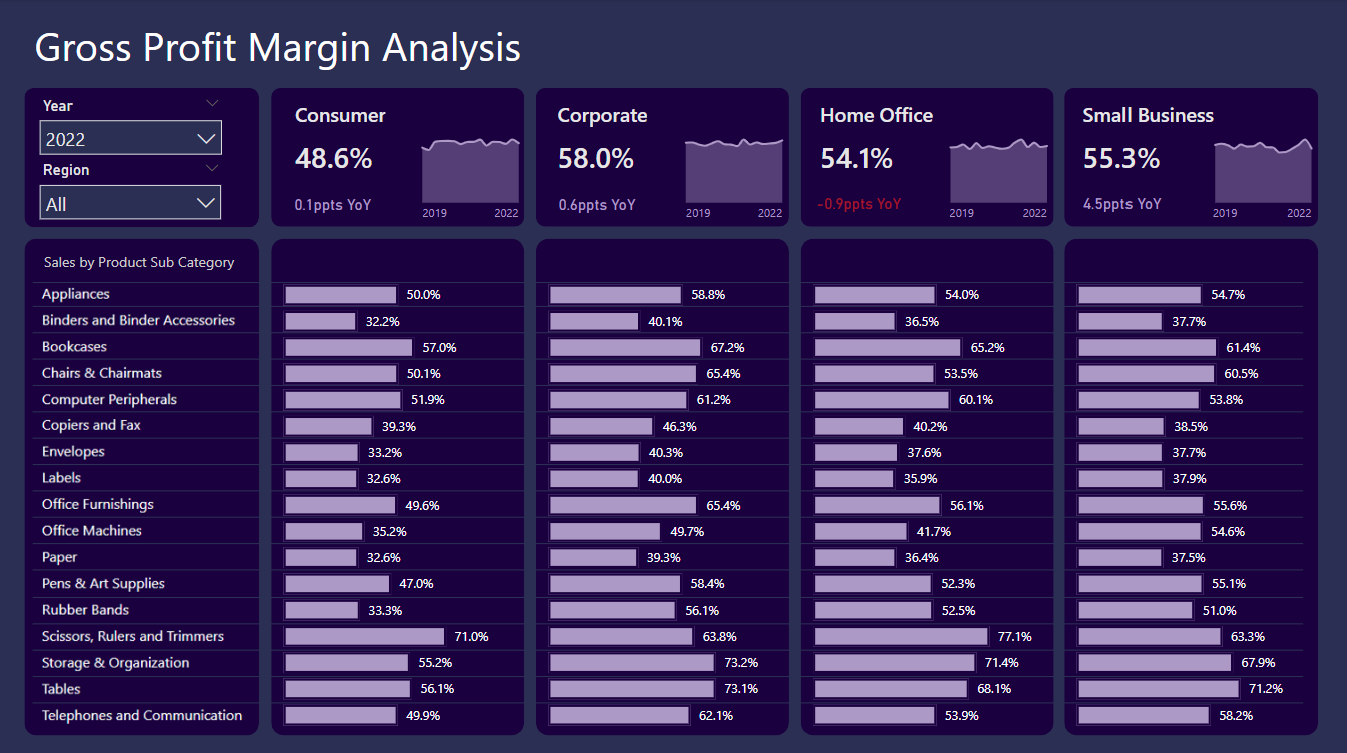 Gross Profit Margin Analysis
Year
2022
Region
All
Consumer
48.6%
0.1ppts YoY
2019 2022
Corporate
58.0%
0.6ppts YoY
2019 2022
Home Office
54.1%
-0.9ppts YoY
2019 2022
Small Business
55.3%
4.5ppts YoY
2019 2022
Sales by Product Sub Category
Appliances 50.0% 58.8% 54.0% 54.7%
Binders and Binder Accessories 32.2% 40.1% 36.5% 37.7%
Bookcases 57.0% 67.2% 65.2% 61.4%
Chairs & Chairmats 50.1% 65.4% 53.5% 60.5%
Computer Peripherals 51.9% 61.2% 60.1% 53.8%
Copiers and Fax 39.3% 46.3% 40.2% 38.5%
Envelopes 33.2% 40.3% 37.6% 37.7%
Labels 32.6% 40.0% 35.9% 37.9%
Office Furnishings 49.6% 65.4% 56.1% 55.6%
Office Machines 35.2% 49.7% 41.7% 54.6%
Paper 32.6% 39.3% 36.4% 37.5%
Pens & Art Supplies 47.0% 58.4% 52.3% 55.1%
Rubber Bands 33.3% 56.1% 52.5% 51.0%
Scissors, Rulers and Trimmers 71.0% 63.8% 77.1% 63.3%
Storage & Organization 55.2% 73.2% 71.4% 67.9%
Tables 56.1% 73.1% 68.1% 71.2%
Telephones and Communication 49.9% 62.1% 53.9% 58.2%